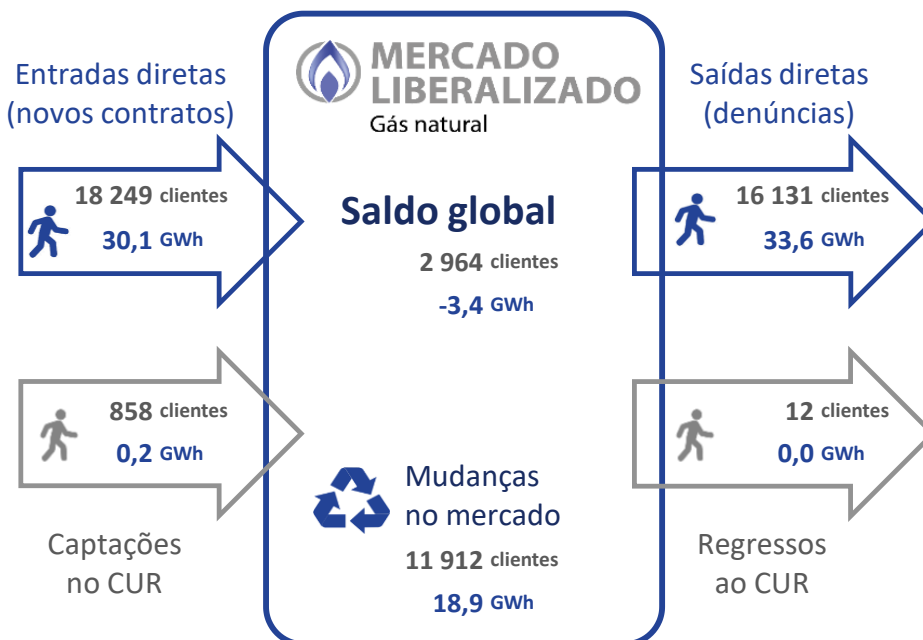 Entradas diretas
(novos contratos)
18 249 clientes
30,1 GWh
858 clientes
0,2 GWh
Captações
no CUR
MERCADO
LIBERALIZADO
Gás natural
Saldo global
2 964 clientes
-3,4 GWh
Mudanças
no mercado
11 912 clientes
18,9 GWh
Saídas diretas
(denúncias)
16 131 clientes
33,6 GWh
12 clientes
0,0 GWh
Regressos
ao CUR